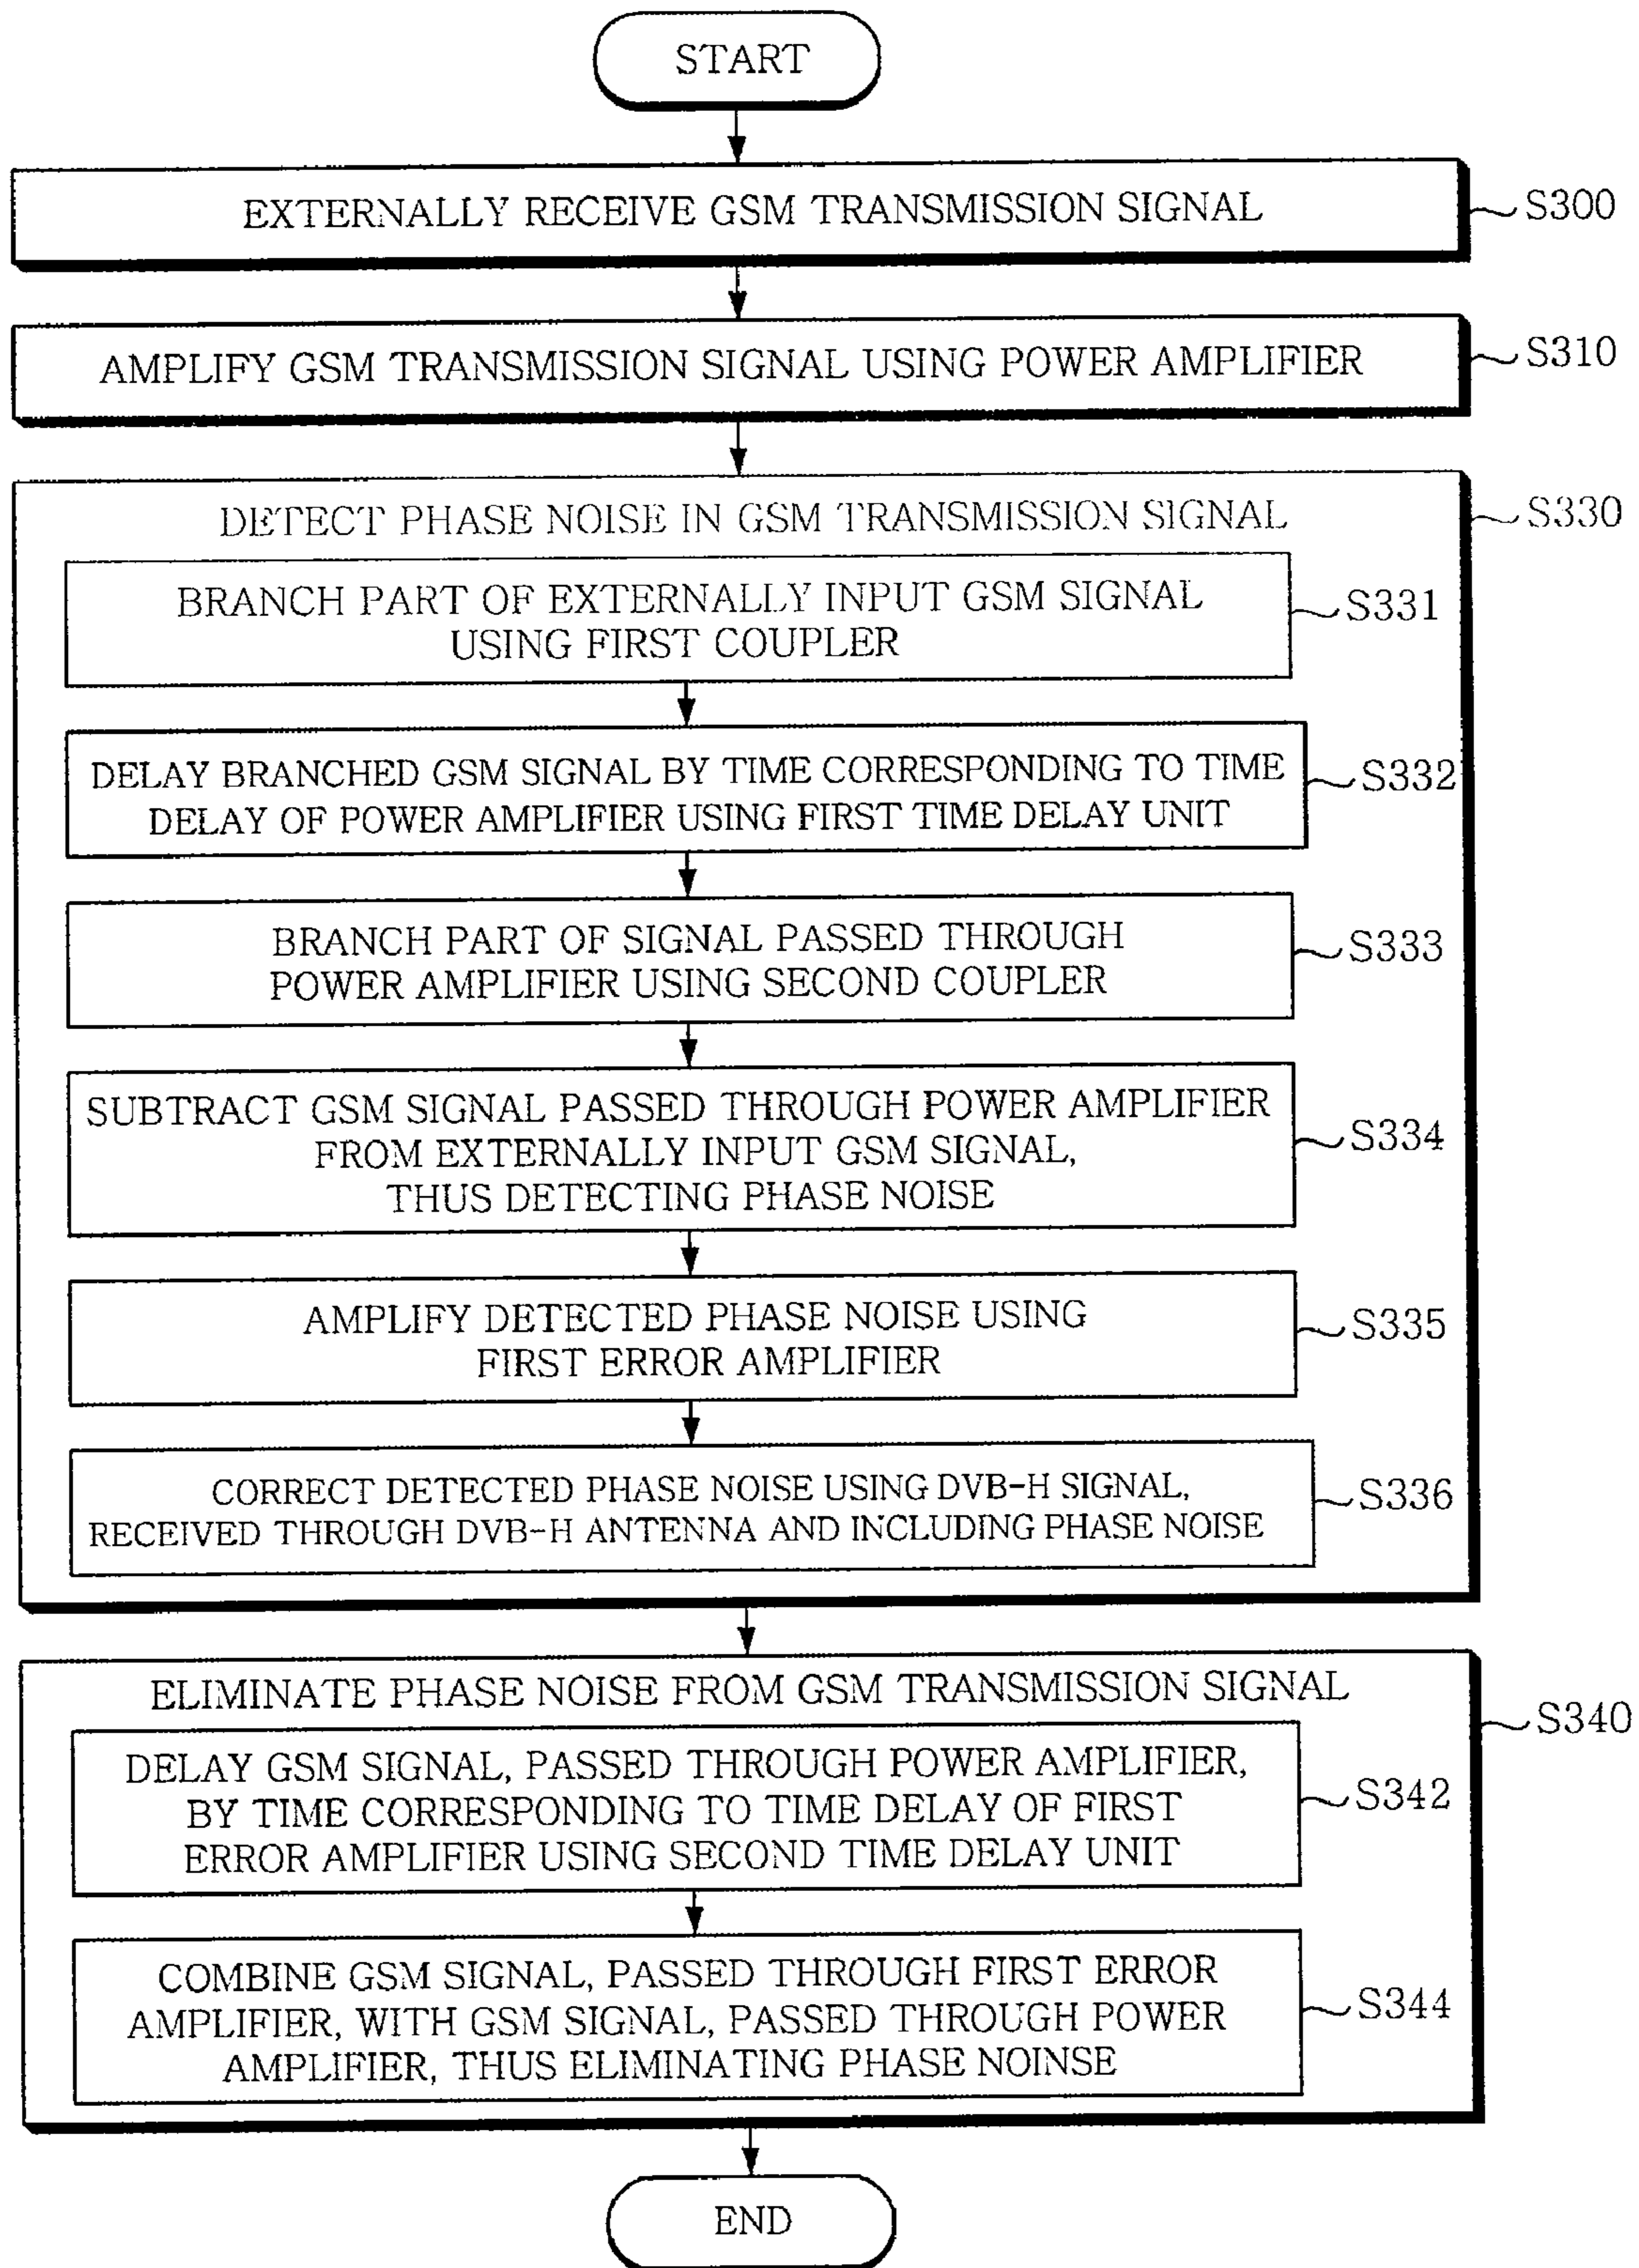 START
EXTERNALLY RECEIVE GSM TRANSMISSION SIGNAL
S300
AMPLIFY GSM TRANSMISSION SIGNAL USING POWER AMPLIFIER
S310
DETECT PHASE NOISE IN GSM TRANSMISSION SIGNAL
S330
BRANCH PART OF EXTERNALLY INPUT GSM SIGNAL
USING FIRST COUPLER
S331
DELAY BRANCHED GSM SIGNAL BY TIME CORRESPONDING TO TIME
DELAY OF POWER AMPLIFIER USING FIRST TIME DELAY UNIT
S332
BRANCH PART OF SIGNAL PASSED THROUGH
POWER AMPLIFIER USING SECOND COUPLER
S333
SUBTRACT GSM SIGNAL PASSED THROUGH POWER AMPLIFIER
FROM EXTERNALLY INPUT GSM SIGNAL,
THUS DETECTING PHASE NOISE
S334
AMPLIFY DETECTED PHASE NOISE USING
FIRST ERROR AMPLIFIER
S335
CORRECT DETECTED PHASE NOISE USING DVB-H SIGNAL,
RECEIVED THROUGH DVB-H ANTENNA AND INCLUDING PHASE NOISE
S336
ELIMINATE PHASE NOISE FROM GSM TRANSMISSION SIGNAL
S340
DELAY GSM SIGNAL, PASSED THROUGH POWER AMPLIFIER,
BY TIME CORRESPONDING TO TIME DELAY OF FIRST
ERROR AMPLIFIER USING SECOND TIME DELAY UNIT
S342
COMBINE GSM SIGNAL, PASSED THROUGH FIRST ERROR
AMPLIFIER, WITH GSM SIGNAL, PASSED THROUGH POWER
AMPLIFIER, THUS ELIMINATING PHASE NOINSE
S344
END